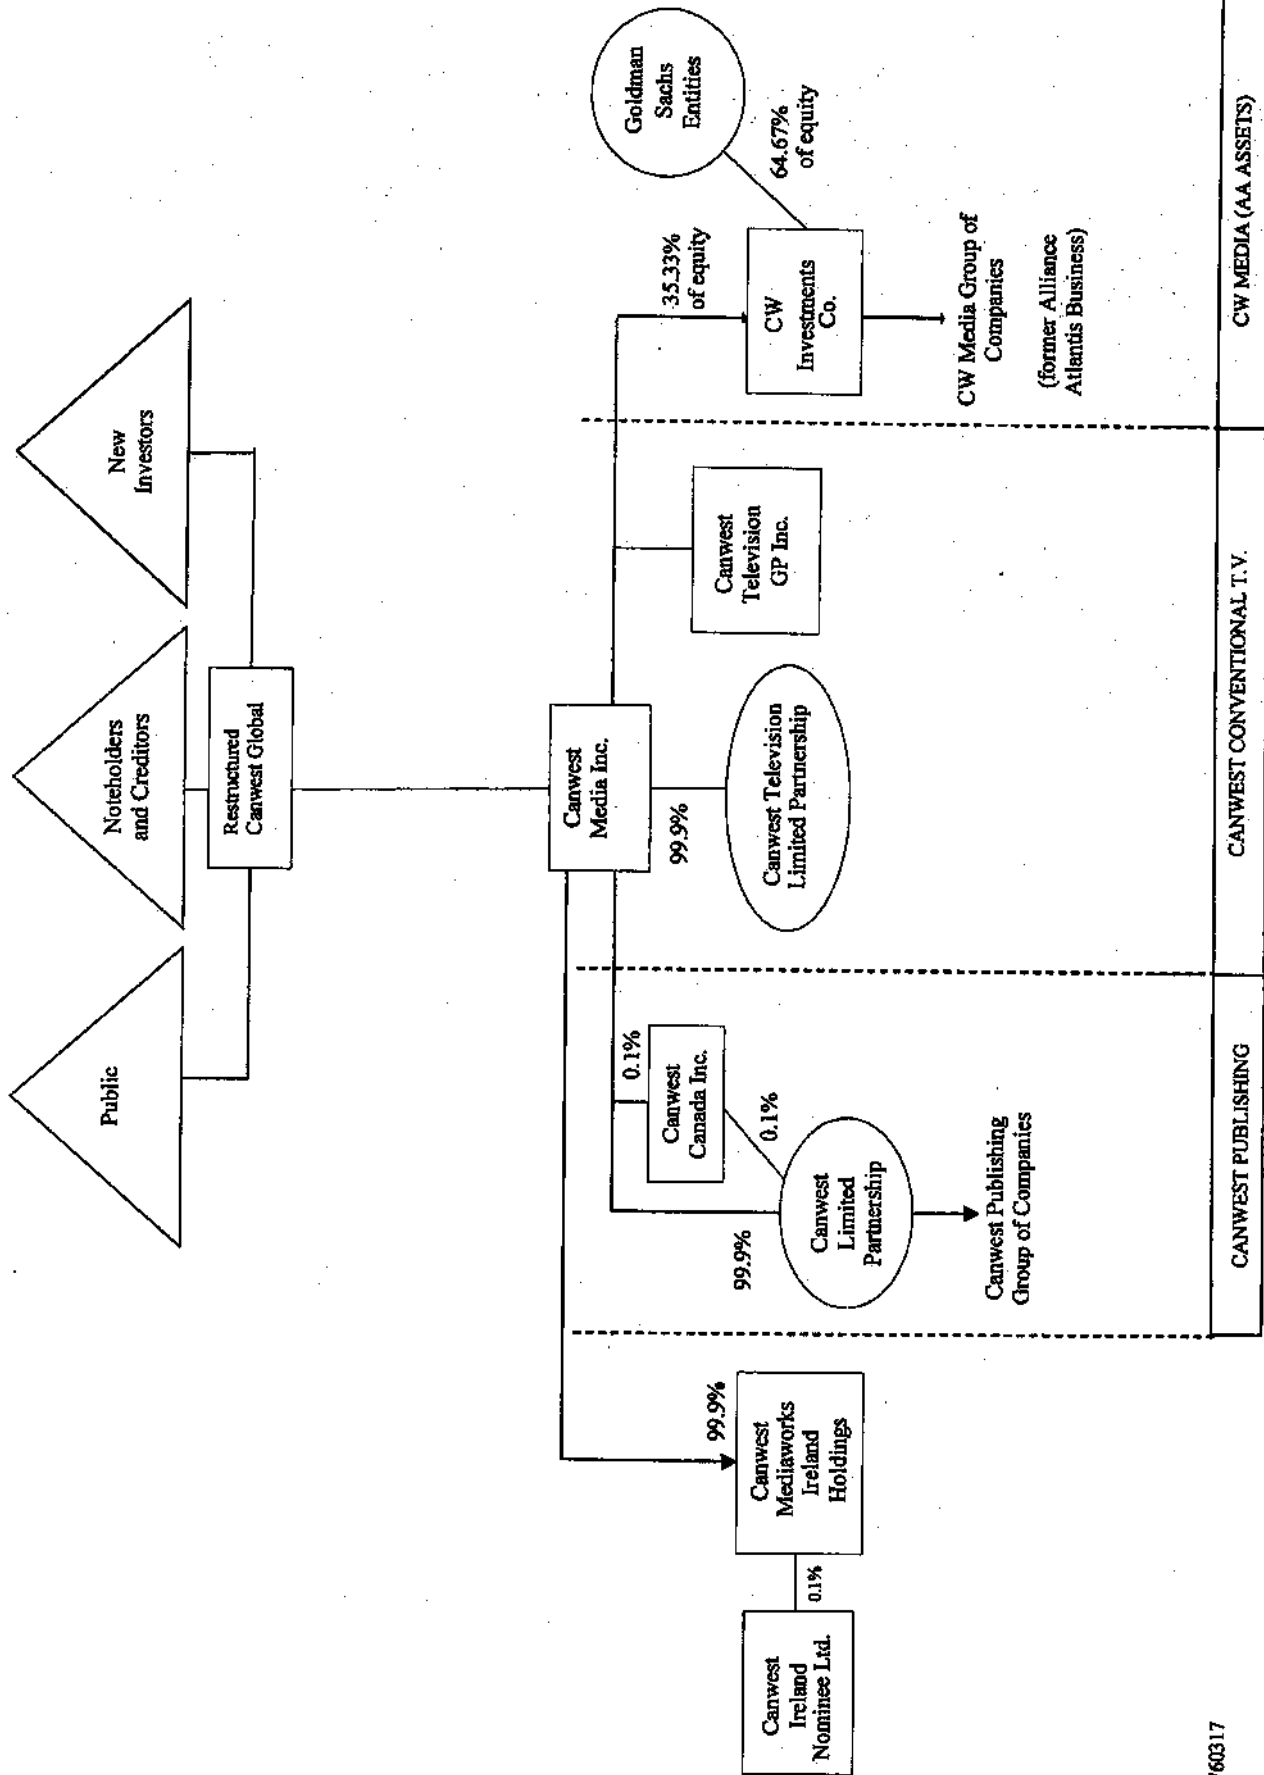 Public
Noteholders
and Creditors
New
Investors
Restructured
Canwest Global
Canwest
Media Inc.
99.9%
Canwest
Ireland
Nominee Ltd.
0.1%
Canwest
Mediaworks
Ireland
Holdings
99.9%
0.1%
Canwest
Canada Inc.
0.1%
Canwest
Limited
Partnership
Canwest Publishing
Group of Companies
99.9%
Canwest Television
Limited Partnership
Canwest
Television
GP Inc.
35.33%
of equity
CW
Investments
Co.
64.67%
of equity
Goldman
Sachs
Entities
CW Media Group of
Companies
(former Alliance
Atlantis Business)
CANWEST PUBLISHING
CANWEST CONVENTIONAL T.V.
CW MEDIA (AA ASSETS)
760317